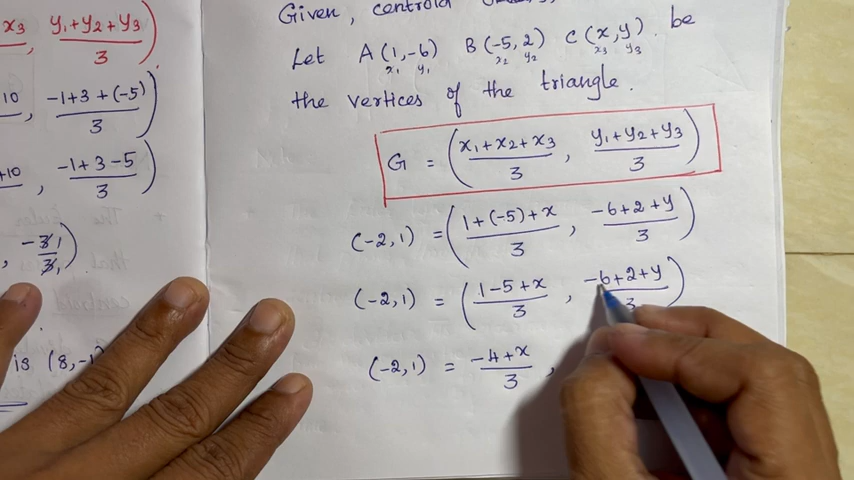 x3, y1+y2+y3/3)
10, -1+3+(-5)/3)
+10, -1+3-5/3)
, -3/3)
is (8,-1
Given, centroid
Let A(1,-6) B(-5,2) C(x,y) be
x1 y1 x2 y2 x3 y3
the vertices of the triangle.
G = (x1+x2+x3/3, y1+y2+y3/3)
(-2,1) = (1+(-5)+x/3, -6+2+y/3)
(-2,1) = (1-5+x/3, -6+2+y/3)
(-2,1) = -4+x/3,